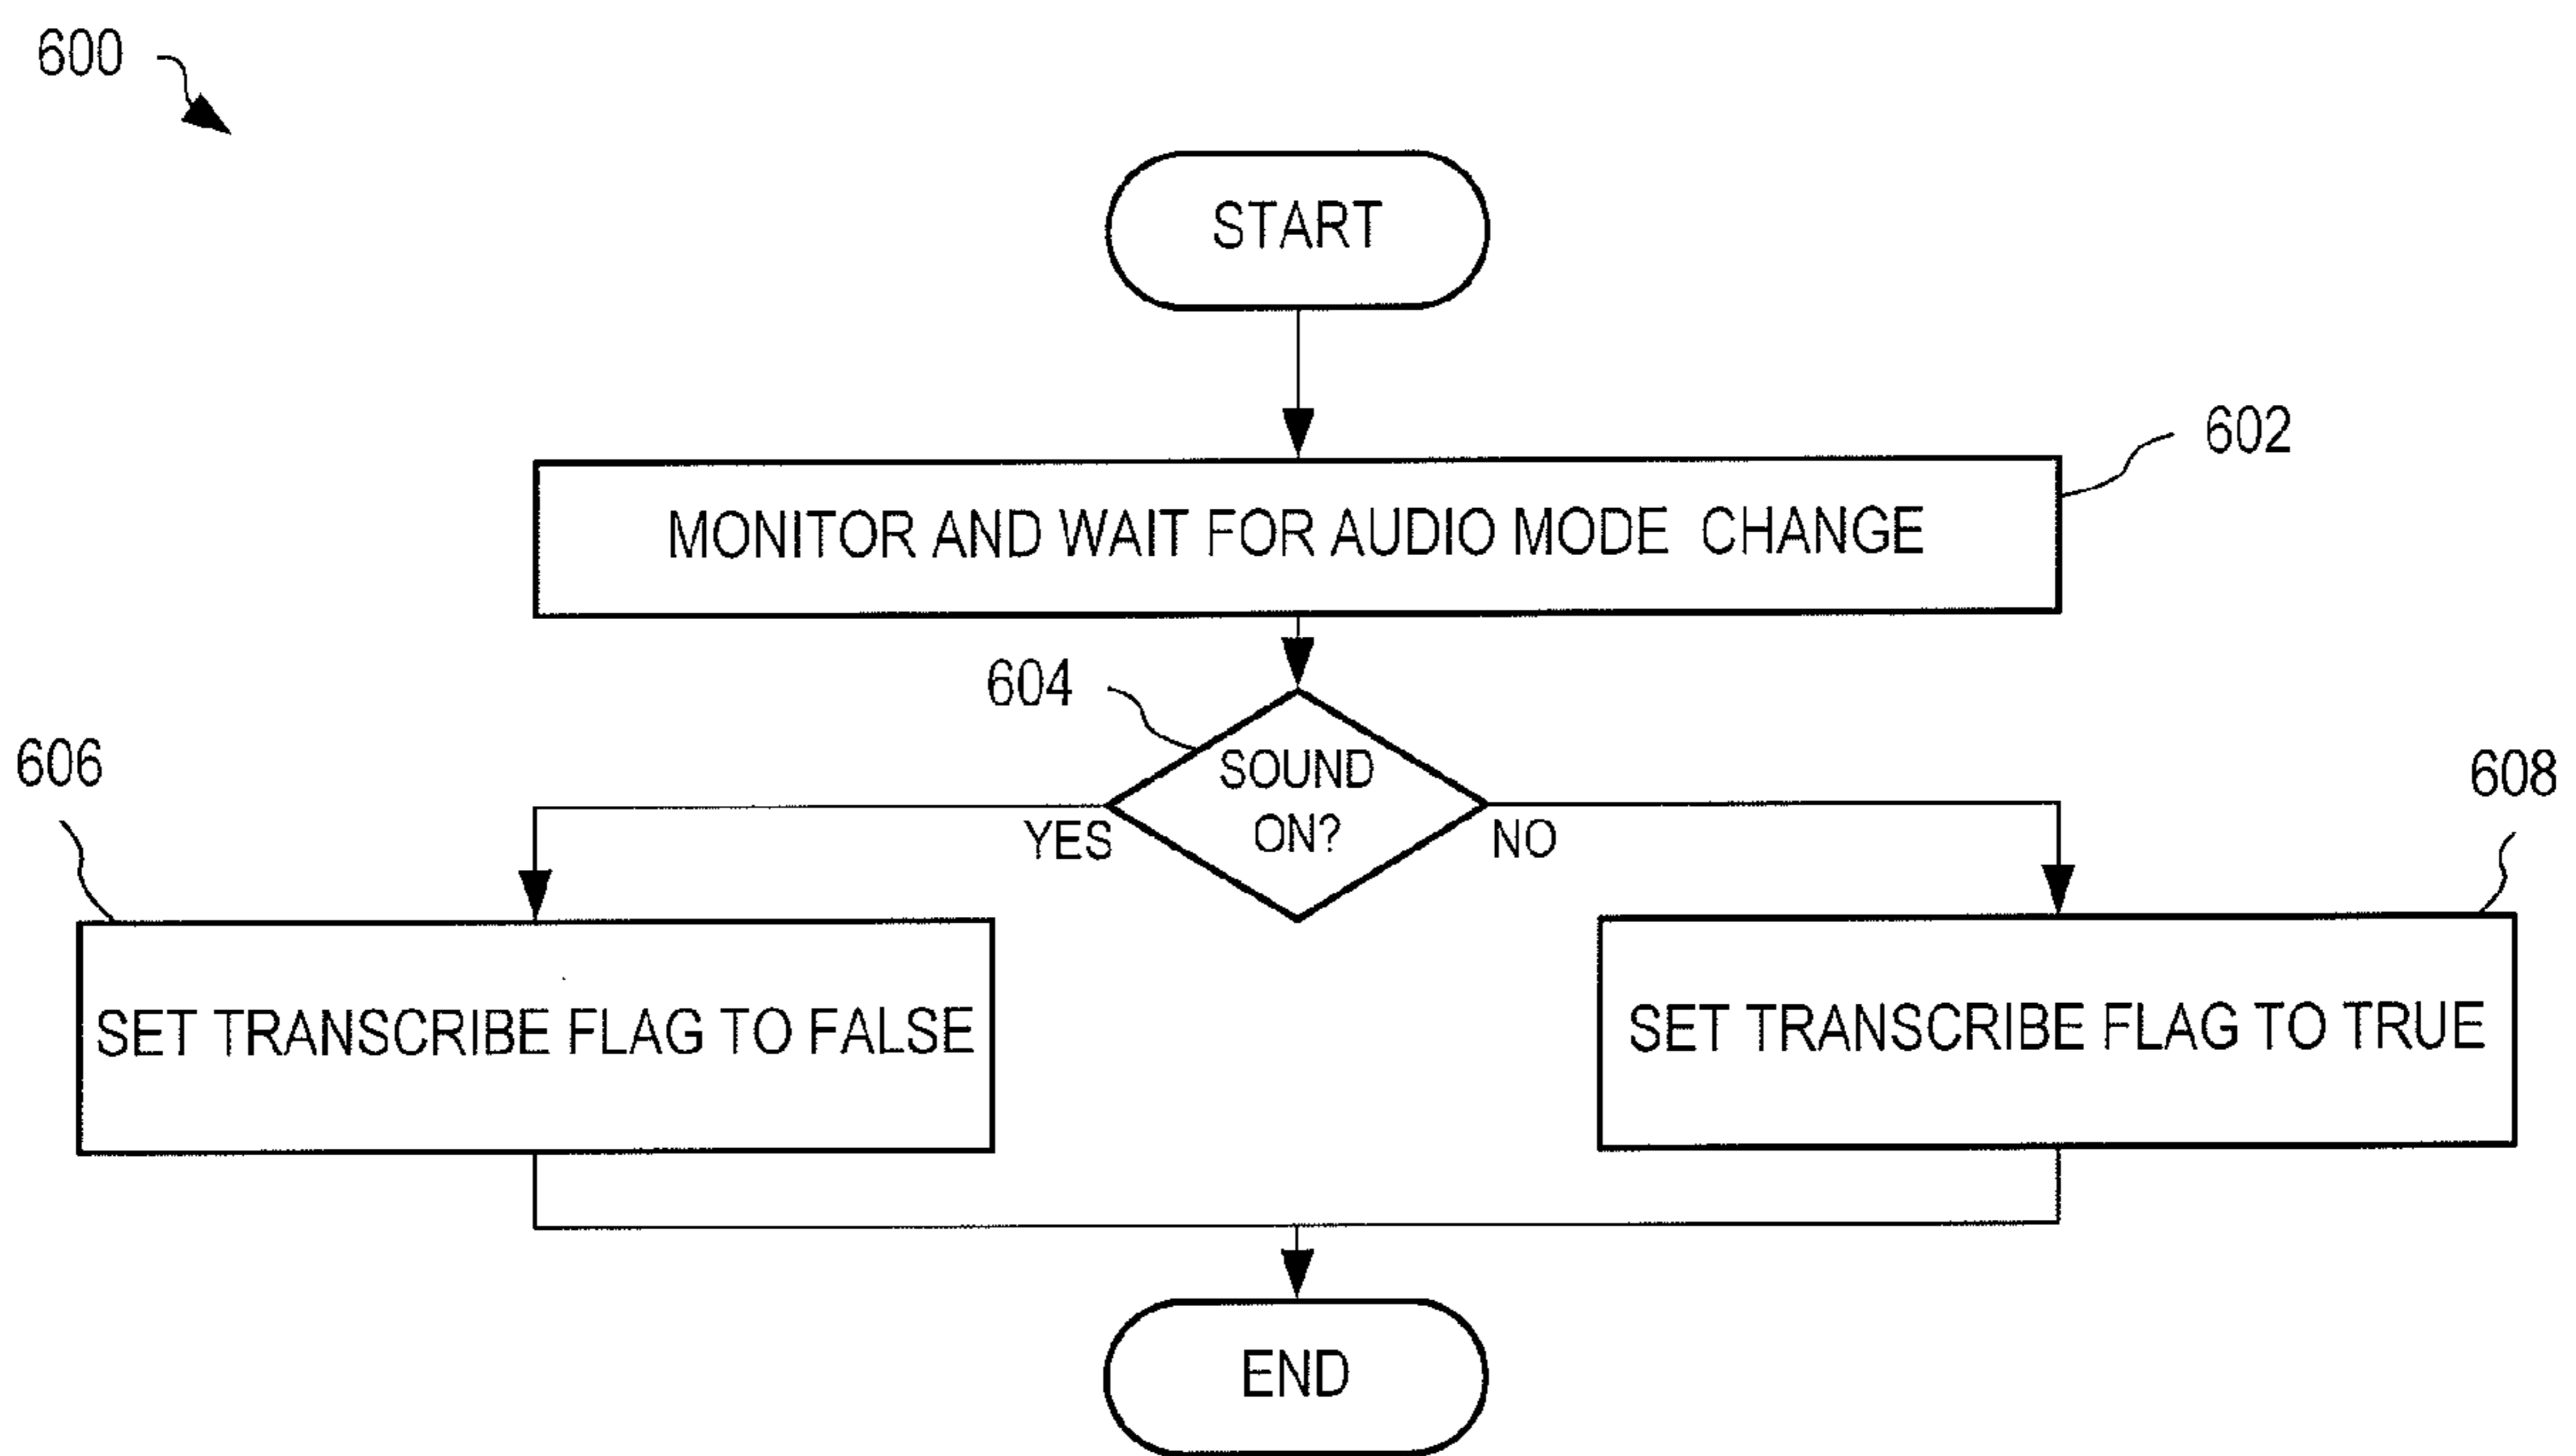 600
START
602
MONITOR AND WAIT FOR AUDIO MODE CHANGE
604
SOUND
ON?
YES
NO
606
608
SET TRANSCRIBE FLAG TO FALSE
SET TRANSCRIBE FLAG TO TRUE
END